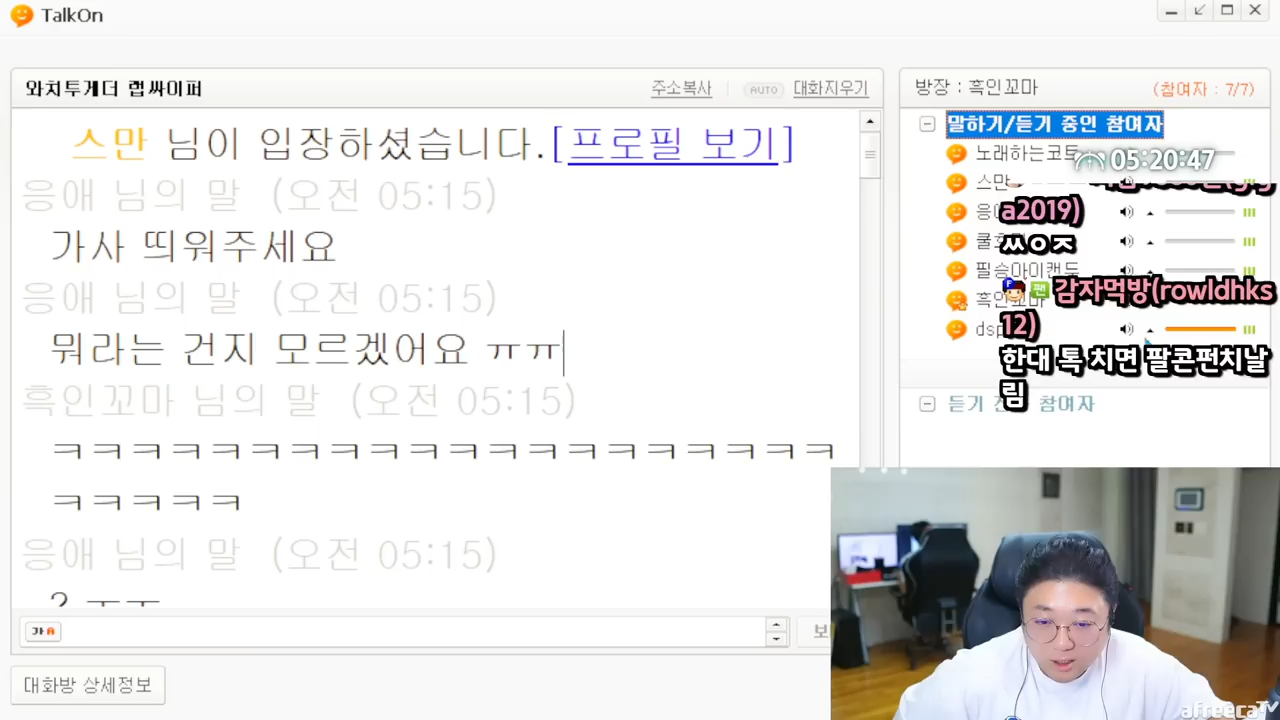 TalkOn
와치투게더 랩싸이퍼
주소복사 AUTO 대화지우기
스만 님이 입장하셨습니다.[프로필 보기]
응애 님의 말 (오전 05:15)
가사 띄워주세요
응애 님의 말 (오전 05:15)
뭐라는 건지 모르겠어요 ㅠㅠ
흑인꼬마 님의 말 (오전 05:15)
ㅋㅋㅋㅋㅋㅋㅋㅋㅋㅋㅋㅋㅋㅋㅋㅋㅋㅋㅋㅋ
ㅋㅋㅋㅋㅋ
응애 님의 말 (오전 05:15)
가
대화방 상세정보
방장 : 흑인꼬마 (참여자 : 7/7)
말하기/듣기 중인 참여자
노래하는코트
05:20:47
스만
a2019)
ㅆㅇㅈ
필승아이캔두
흑인꼬마
감자먹방(rowldhks
12)
한대 톡 치면 팔콘펀치날
림
듣기 참여자
afreecaTV